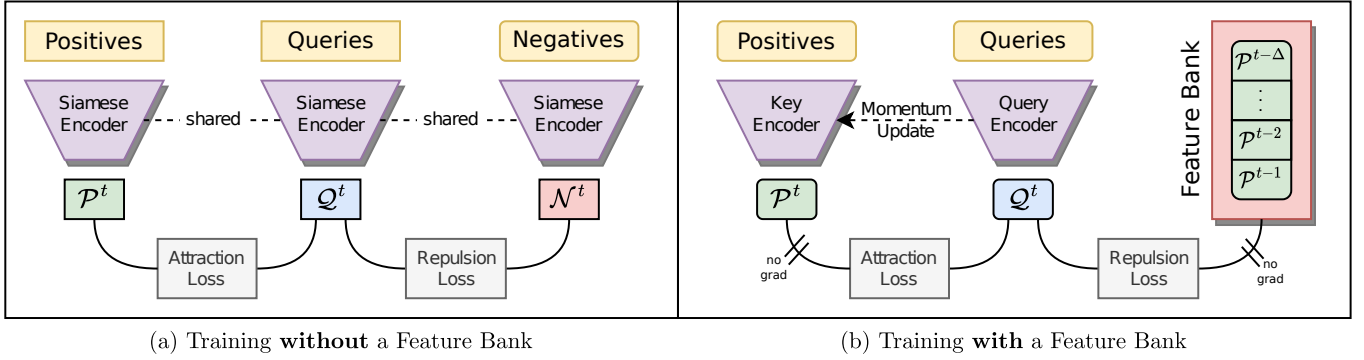 Positives
Queries
Negatives
Siamese
Encoder
shared
Siamese
Encoder
shared
Siamese
Encoder
𝒫^t
𝒬^t
𝒩^t
Attraction
Loss
Repulsion
Loss
(a) Training without a Feature Bank
Positives
Queries
Feature Bank
Key
Encoder
Momentum
Update
Query
Encoder
𝒫^{t−Δ}
⋮
𝒫^{t−2}
𝒫^{t−1}
𝒫^t
𝒬^t
no
grad
Attraction
Loss
Repulsion
Loss
no
grad
(b) Training with a Feature Bank